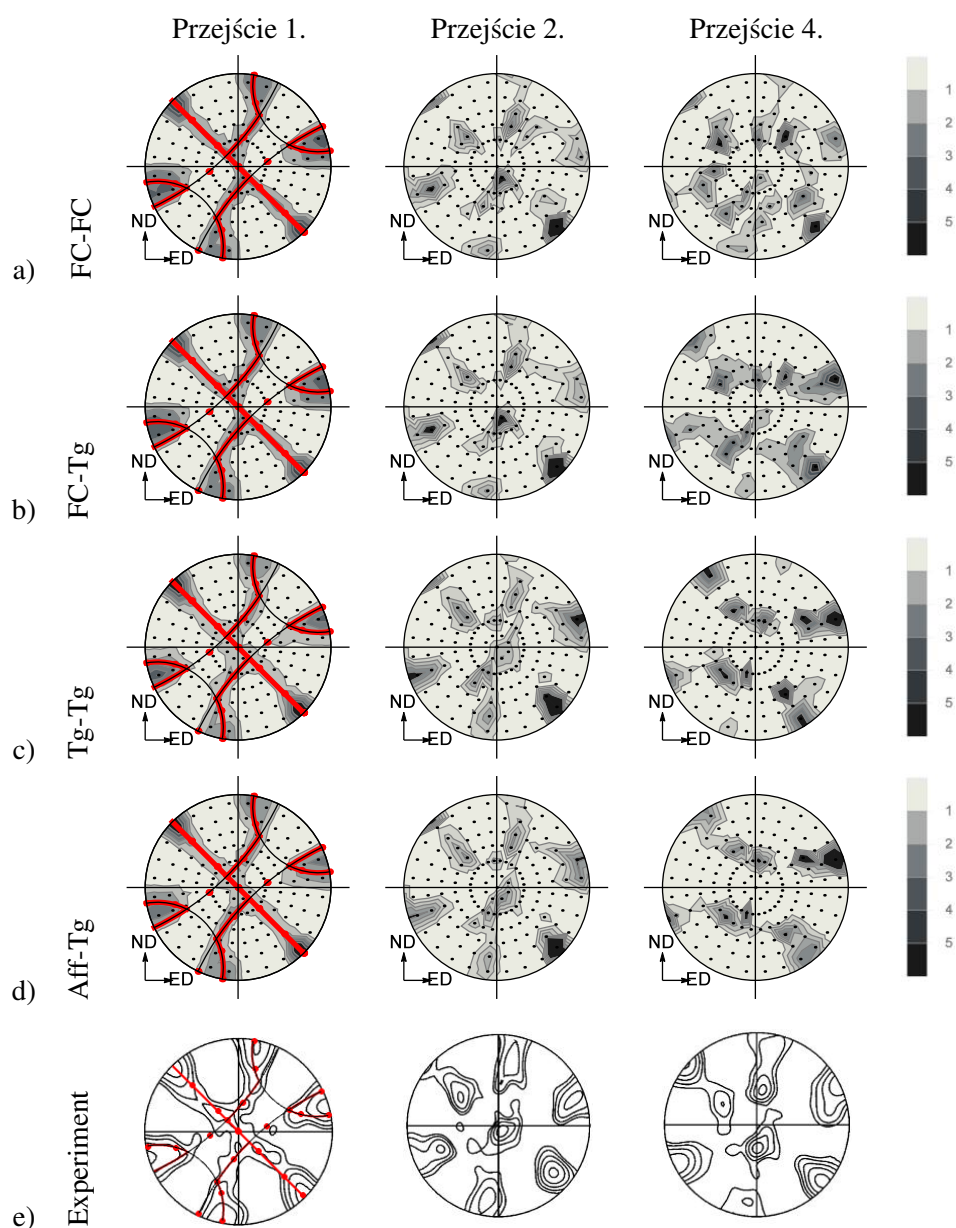 Przejście 1. Przejście 2. Przejście 4.
1
2
3
4
5
ND
ED
ND
ED
ND
ED
a) FC-FC
1
2
3
4
5
ND
ED
ND
ED
ND
ED
b) FC-Tg
1
2
3
4
5
ND
ED
ND
ED
ND
ED
c) Tg-Tg
1
2
3
4
5
ND
ED
ND
ED
ND
ED
d) Aff-Tg
e) Experiment